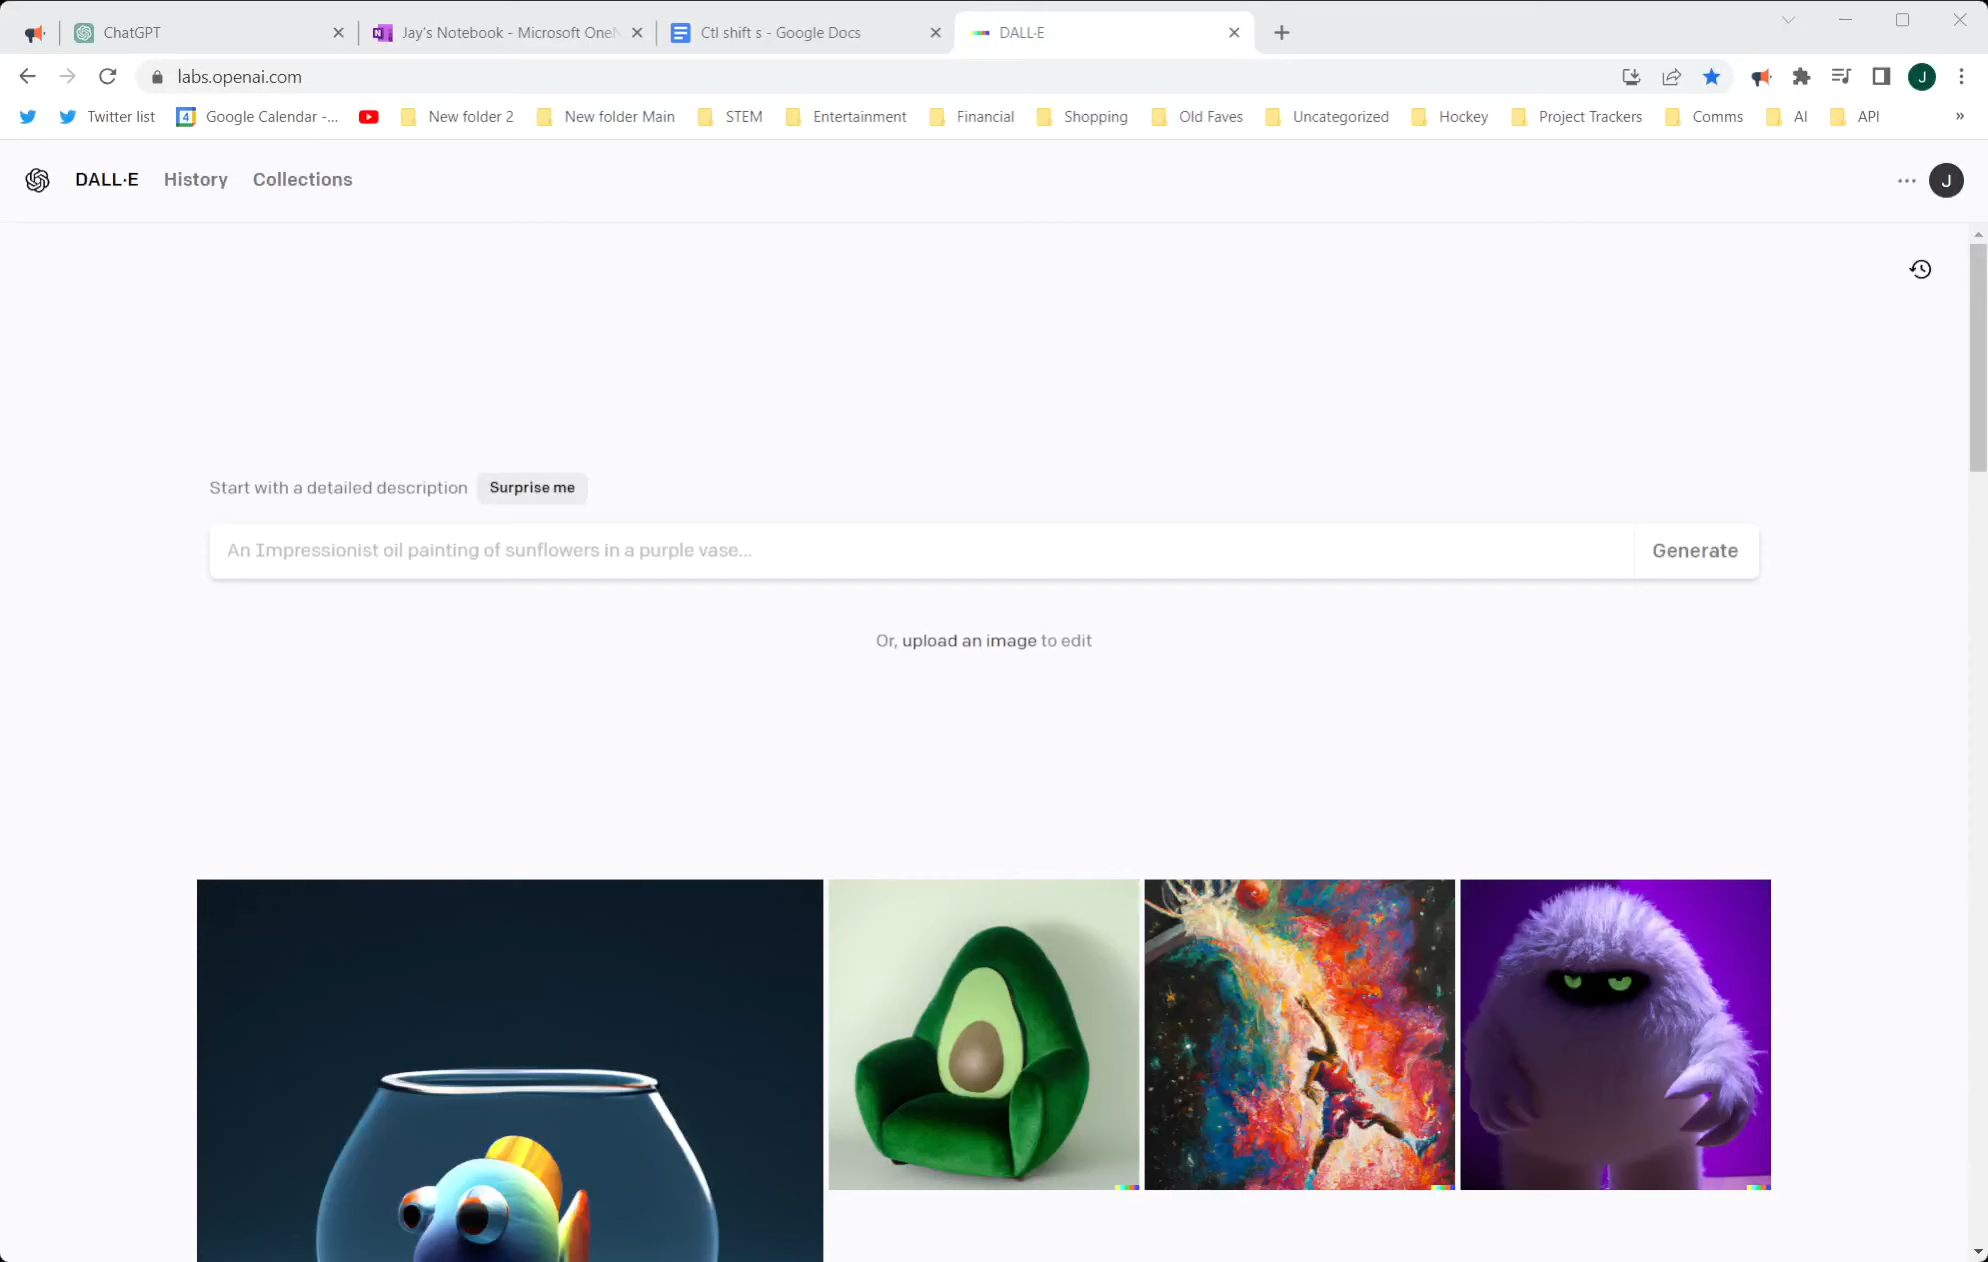 ChatGPT
Jay's Notebook - Microsoft OneN
Ctl shift s - Google Docs
DALL·E
labs.openai.com
J
Twitter list
4
Google Calendar -...
New folder 2
New folder Main
STEM
Entertainment
Financial
Shopping
Old Faves
Uncategorized
Hockey
Project Trackers
Comms
AI
API
»
DALL·E
History
Collections
J
Start with a detailed description
Surprise me
An Impressionist oil painting of sunflowers in a purple vase...
Generate
Or, upload an image to edit